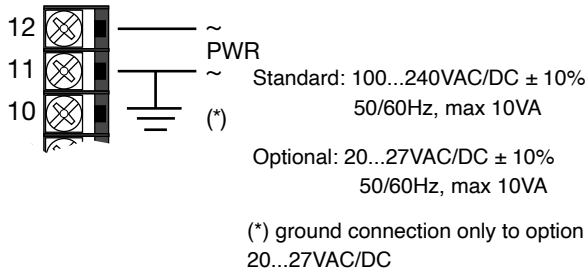 12 ~
PWR
11 ~
10 (*)
Standard: 100...240VAC/DC ± 10%
50/60Hz, max 10VA
Optional: 20...27VAC/DC ± 10%
50/60Hz, max 10VA
(*) ground connection only to option
20...27VAC/DC